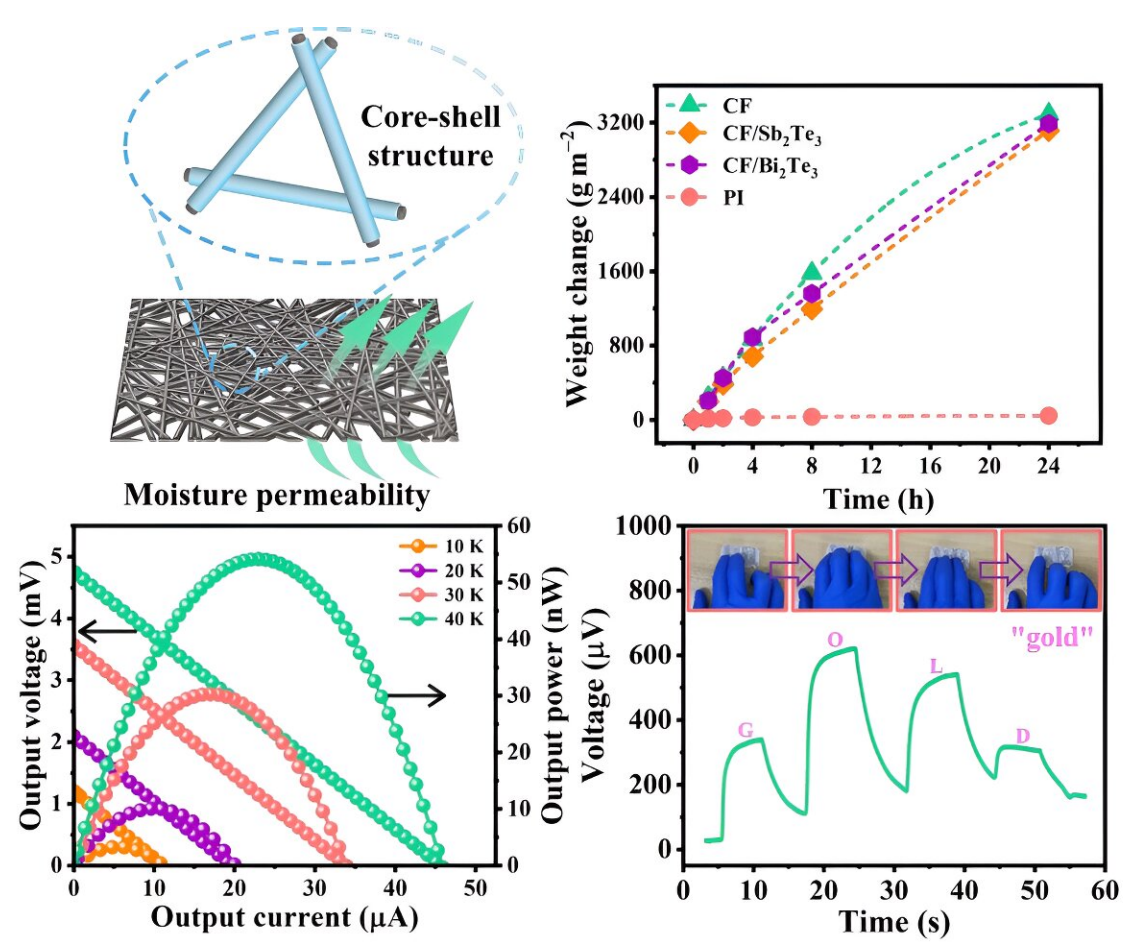 Core-shell
structure
Moisture permeability
CF
CF/Sb₂Te₃
CF/Bi₂Te₃
PI
Weight change (g m⁻²)
3200
2400
1600
800
0
0 4 8 12 16 20 24
Time (h)
Output voltage (mV)
5
4
3
2
1
0
10 K
20 K
30 K
40 K
60
50
40
30
20
10
0
Output power (nW)
0 10 20 30 40 50
Output current (μA)
Voltage (μV)
1000
800
600
400
200
0
"gold"
G
O
L
D
0 10 20 30 40 50 60
Time (s)